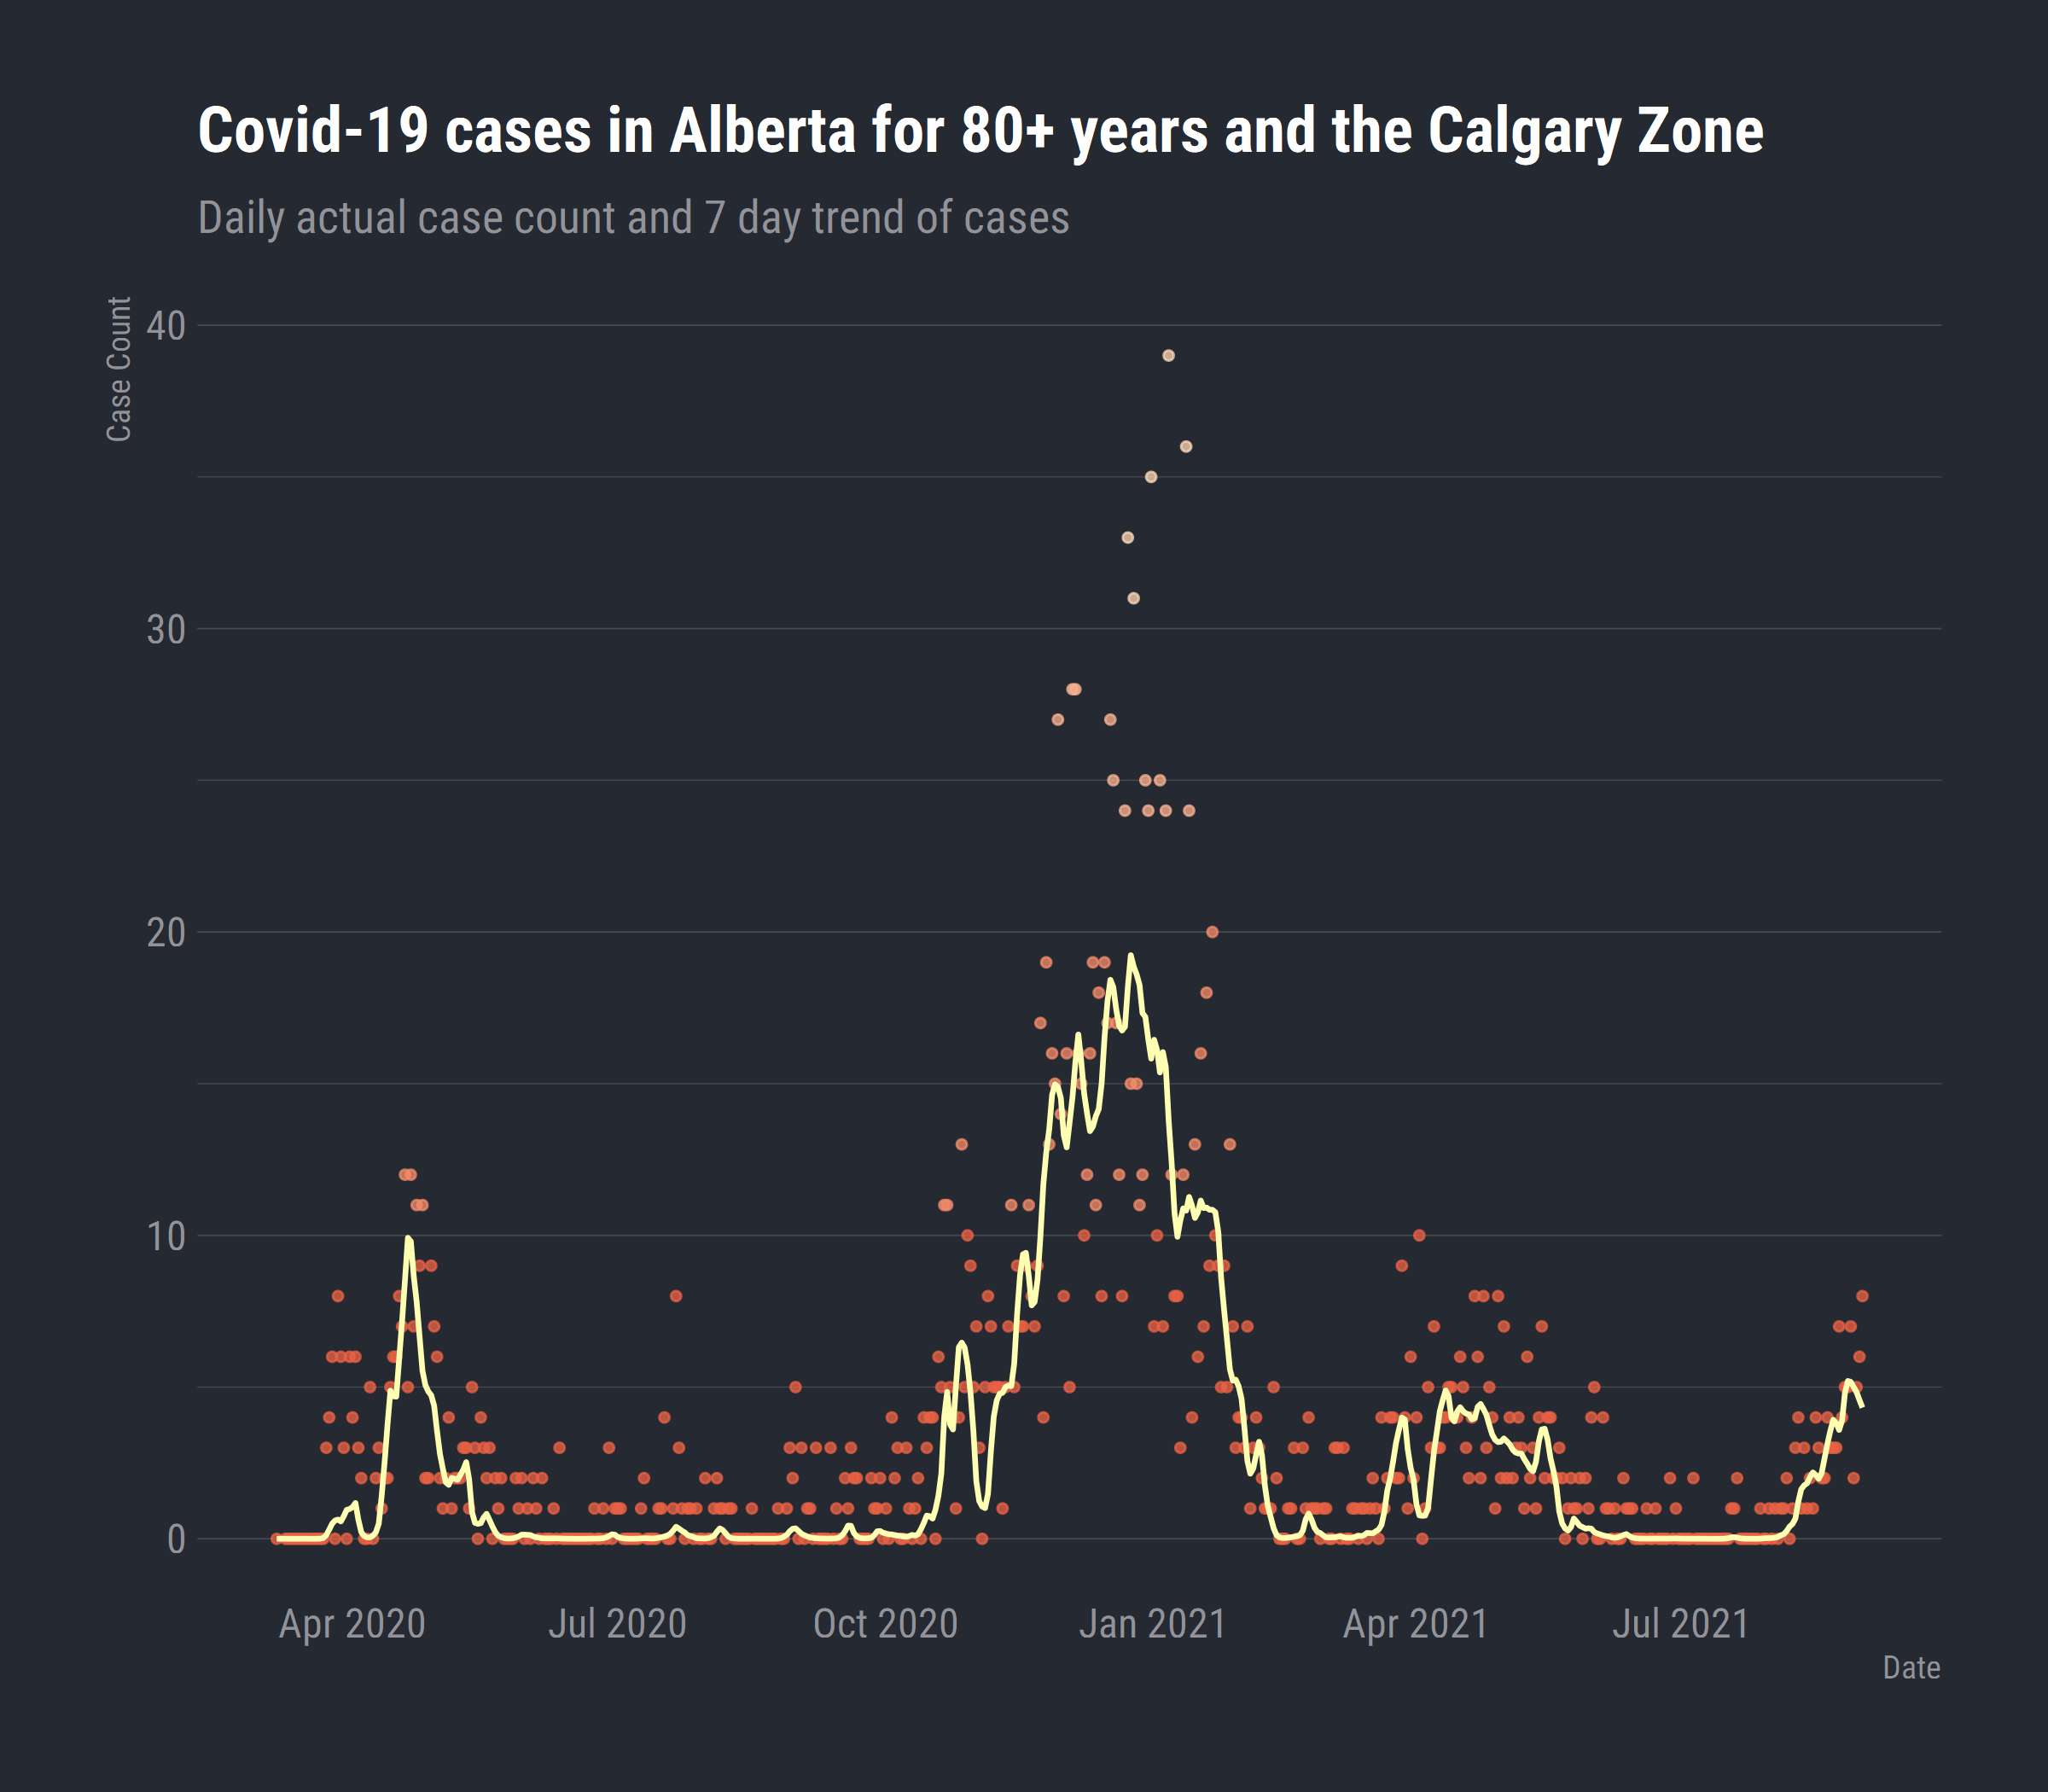 Covid-19 cases in Alberta for 80+ years and the Calgary Zone
Daily actual case count and 7 day trend of cases
Case Count
40
30
20
10
0
Apr 2020
Jul 2020
Oct 2020
Jan 2021
Apr 2021
Jul 2021
Date